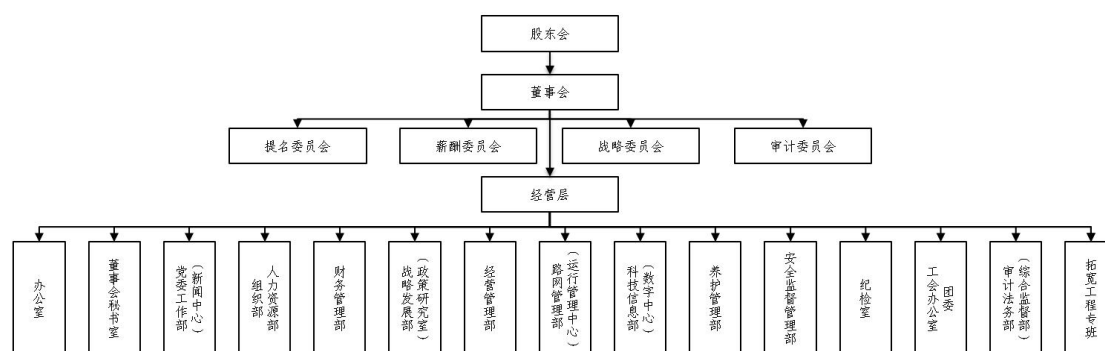 股东会
董事会
提名委员会
薪酬委员会
战略委员会
审计委员会
经营层
办公室
董事会秘书室
党委工作部
(新闻中心)
组织部
人力资源部
财务管理部
战略发展部
(政策研究室)
经营管理部
路网管理部
(运行管理中心)
科技信息部
(数字中心)
养护管理部
安全监督管理部
纪检室
工会办公室
团委
审计法务部
(综合监督部)
拓宽工程专班